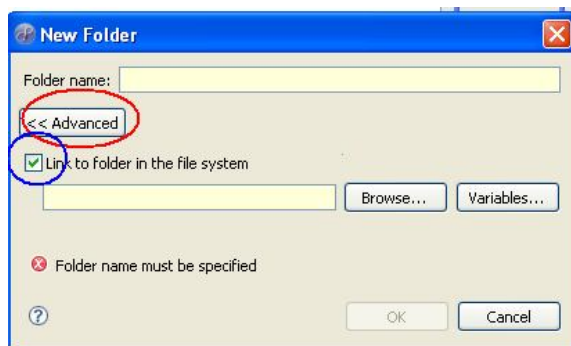 New Folder
Folder name:
<< Advanced
Link to folder in the file system
Browse... Variables...
Folder name must be specified
OK Cancel